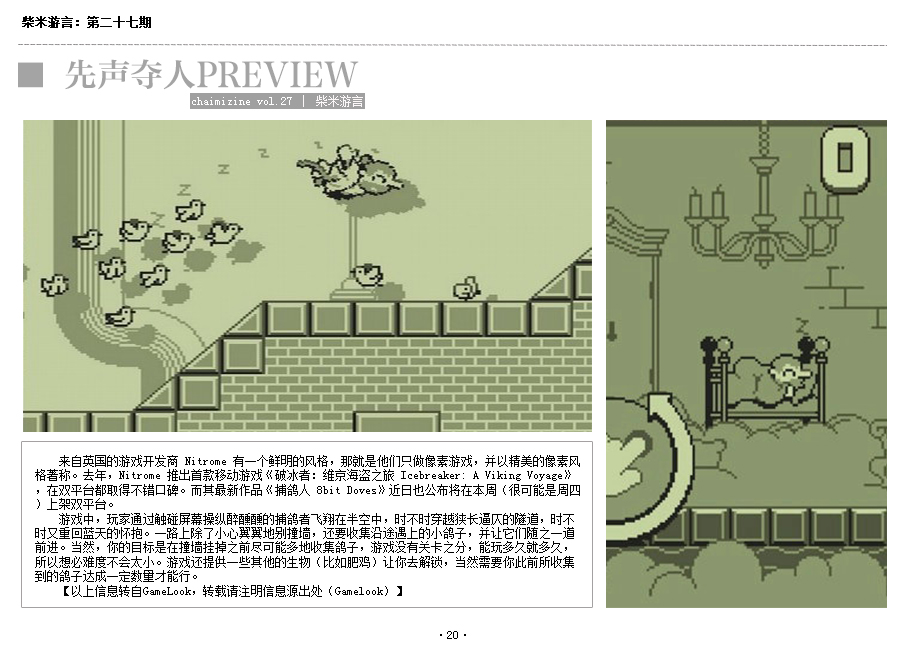 柴米游言：第二十七期
先声夺人PREVIEW
chaimizine vol.27 | 柴米游言
0
来自英国的游戏开发商 Nitrome 有一个鲜明的风格，那就是他们只做像素游戏，并以精美的像素风
格著称。去年，Nitrome 推出首款移动游戏《破冰者：维京海盗之旅 Icebreaker: A Viking Voyage》
，在双平台都取得不错口碑。而其最新作品《捕鸽人 8bit Doves》近日也公布将在本周（很可能是周四
）上架双平台。
游戏中，玩家通过触碰屏幕操纵醉醺醺的捕鸽者飞翔在半空中，时不时穿越狭长逼仄的隧道，时不
时又重回蓝天的怀抱。一路上除了小心翼翼地别撞墙，还要收集沿途遇上的小鸽子，并让它们随之一道
前进。当然，你的目标是在撞墙挂掉之前尽可能多地收集鸽子，游戏没有关卡之分，能玩多久就多久，
所以想必难度不会太小。游戏还提供一些其他的生物（比如肥鸡）让你去解锁，当然需要你此前所收集
到的鸽子达成一定数量才能行。
【以上信息转自GameLook，转载请注明信息源出处（Gamelook）】
·20·